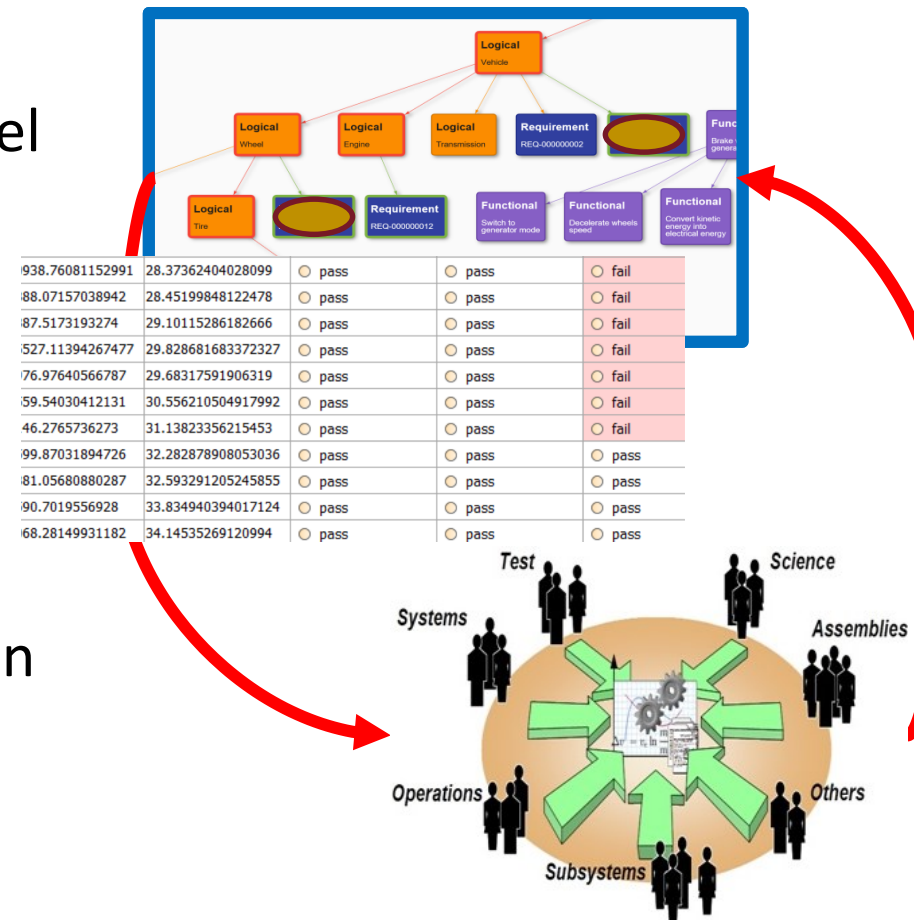 el
Logical
Vehicle
Logical
Wheel
Logical
Engine
Logical
Transmission
Requirement
REQ-000000002
Logical
Tire
Requirement
REQ-000000012
Functional
Switch to
generator mode
Functional
Decelerate wheels
speed
Functional
Convert kinetic
energy into
electrical energy
938.76081152991 28.37362404028099 pass pass fail
88.07157038942 28.45199848122478 pass pass fail
87.5173193274 29.10115286182666 pass pass fail
527.11394267477 29.828681683372327 pass pass fail
76.97640566787 29.68317591906319 pass pass fail
59.54030412131 30.556210504917992 pass pass fail
46.2765736273 31.13823356215453 pass pass fail
99.87031894726 32.282878908053036 pass pass pass
81.05680880287 32.593291205245855 pass pass pass
90.7019556928 33.834940394017124 pass pass pass
68.28149931182 34.14535269120994 pass pass pass
n
Test
Science
Systems
Assemblies
Operations
Others
Subsystems